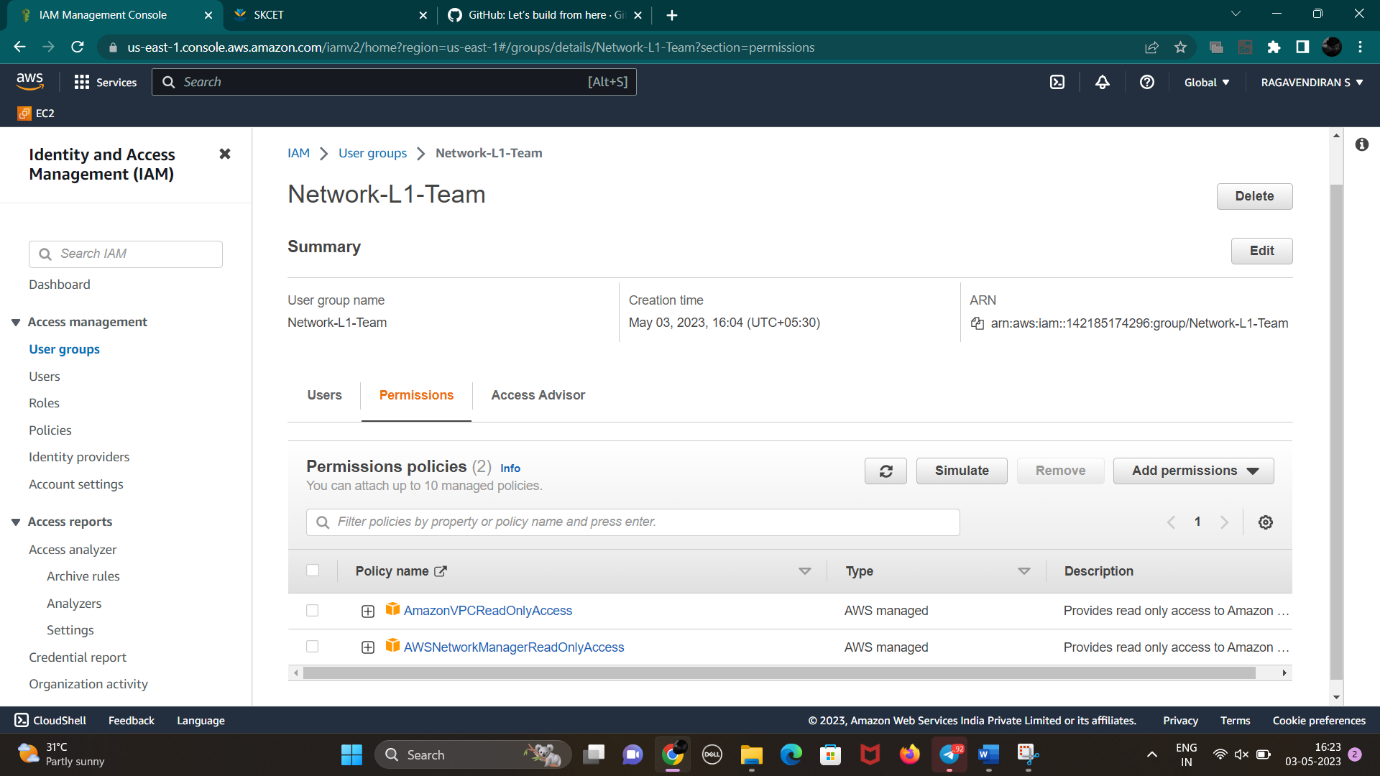 IAM Management Console
SKCET
GitHub: Let's build from here · Gi
us-east-1.console.aws.amazon.com/iamv2/home?region=us-east-1#/groups/details/Network-L1-Team?section=permissions
aws
Services
Search
[Alt+S]
Global
RAGAVENDIRAN S
EC2
Identity and Access
Management (IAM)
Search IAM
Dashboard
Access management
User groups
Users
Roles
Policies
Identity providers
Account settings
Access reports
Access analyzer
Archive rules
Analyzers
Settings
Credential report
Organization activity
IAM > User groups > Network-L1-Team
Network-L1-Team
Delete
Summary
Edit
User group name
Network-L1-Team
Creation time
May 03, 2023, 16:04 (UTC+05:30)
ARN
arn:aws:iam::142185174296:group/Network-L1-Team
Users
Permissions
Access Advisor
Permissions policies (2) Info
You can attach up to 10 managed policies.
Simulate
Remove
Add permissions
Filter policies by property or policy name and press enter.
1
Policy name
Type
Description
AmazonVPCReadOnlyAccess
AWS managed
Provides read only access to Amazon ...
AWSNetworkManagerReadOnlyAccess
AWS managed
Provides read only access to Amazon ...
CloudShell
Feedback
Language
© 2023, Amazon Web Services India Private Limited or its affiliates.
Privacy
Terms
Cookie preferences
31°C
Partly sunny
Search
DELL
92
ENG
IN
16:23
03-05-2023
2